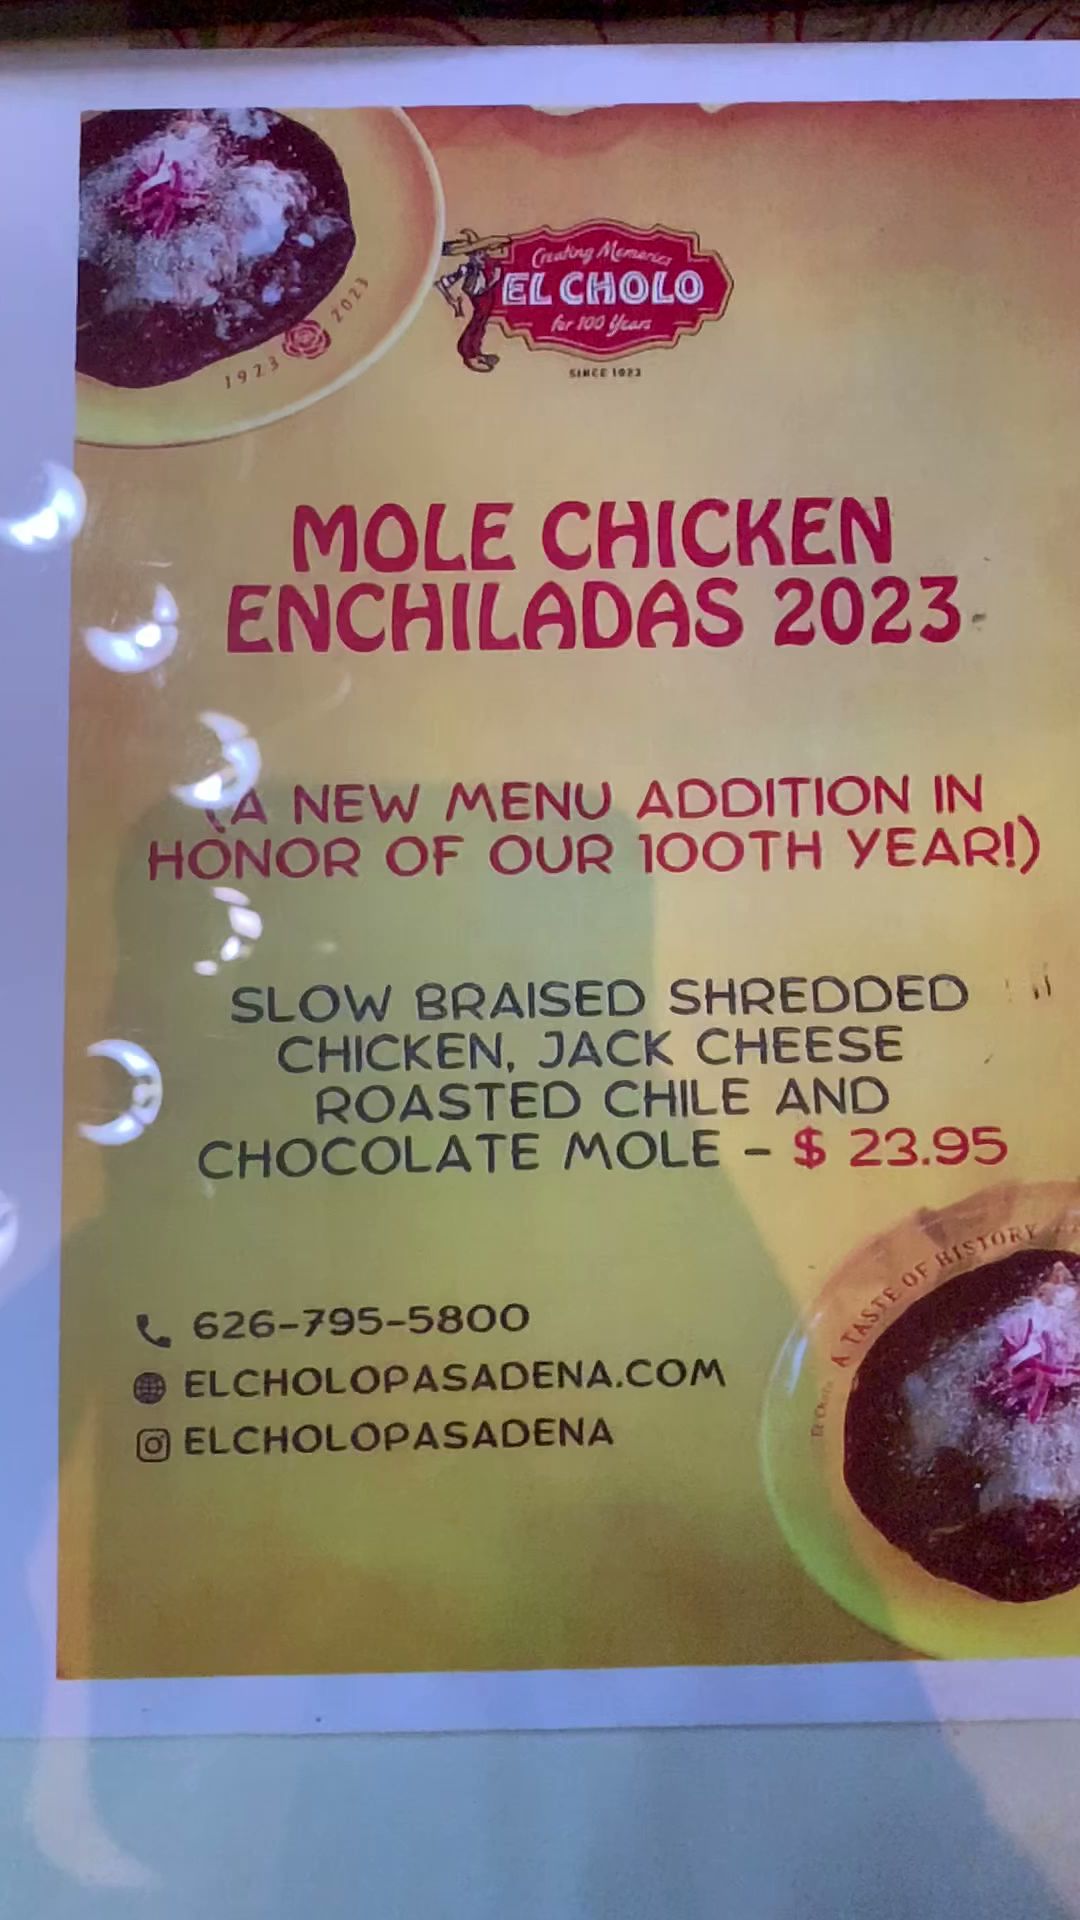 1923 2023
Creating Memories
EL CHOLO
for 100 Years
SINCE 1923
MOLE CHICKEN
ENCHILADAS 2023
(A NEW MENU ADDITION IN
HONOR OF OUR 100TH YEAR!)
SLOW BRAISED SHREDDED
CHICKEN, JACK CHEESE
ROASTED CHILE AND
CHOCOLATE MOLE – $ 23.95
626-795-5800
ELCHOLOPASADENA.COM
ELCHOLOPASADENA
El Cholo A TASTE OF HISTORY